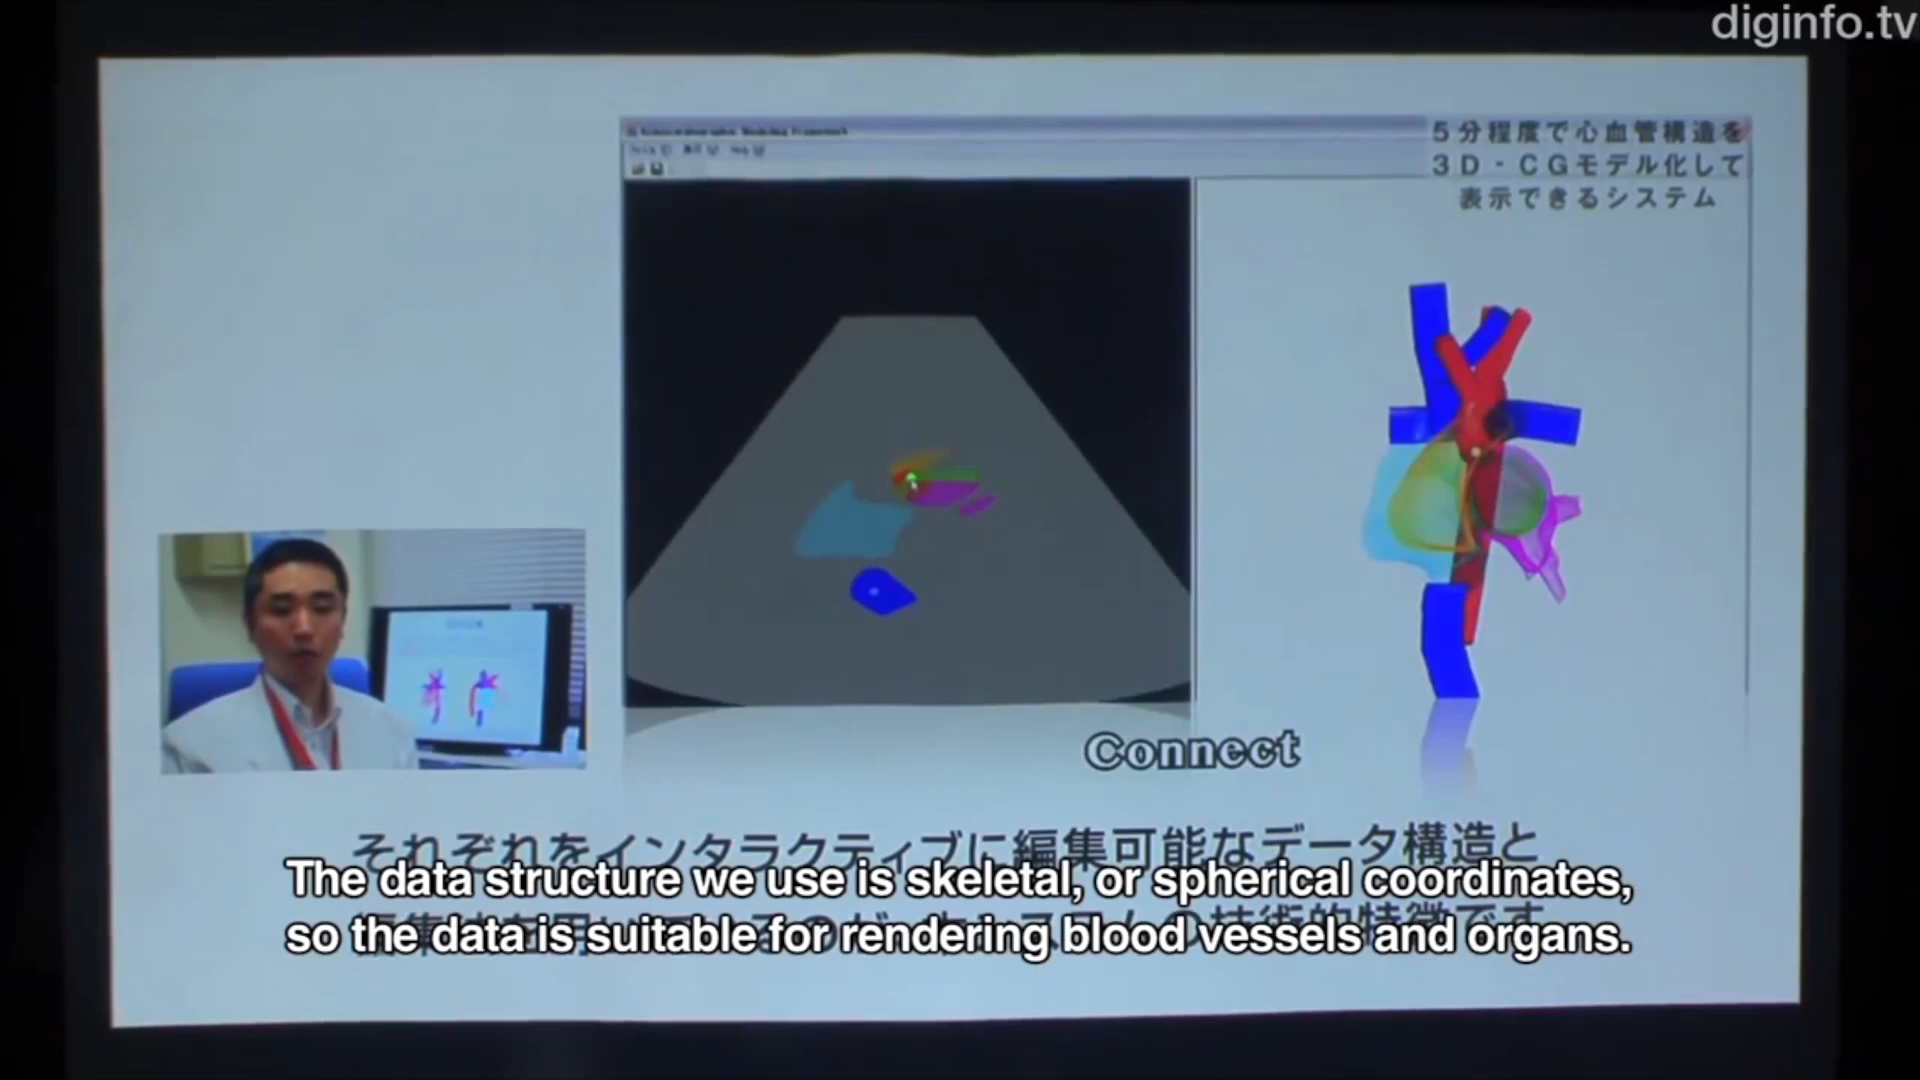 diginfo.tv
5分程度で心血管構造を
3D・CGモデル化して
表示できるシステム
Connect
それぞれをインタラクティブに編集可能なデータ構造と
The data structure we use is skeletal, or spherical coordinates,
so the data is suitable for rendering blood vessels and organs.